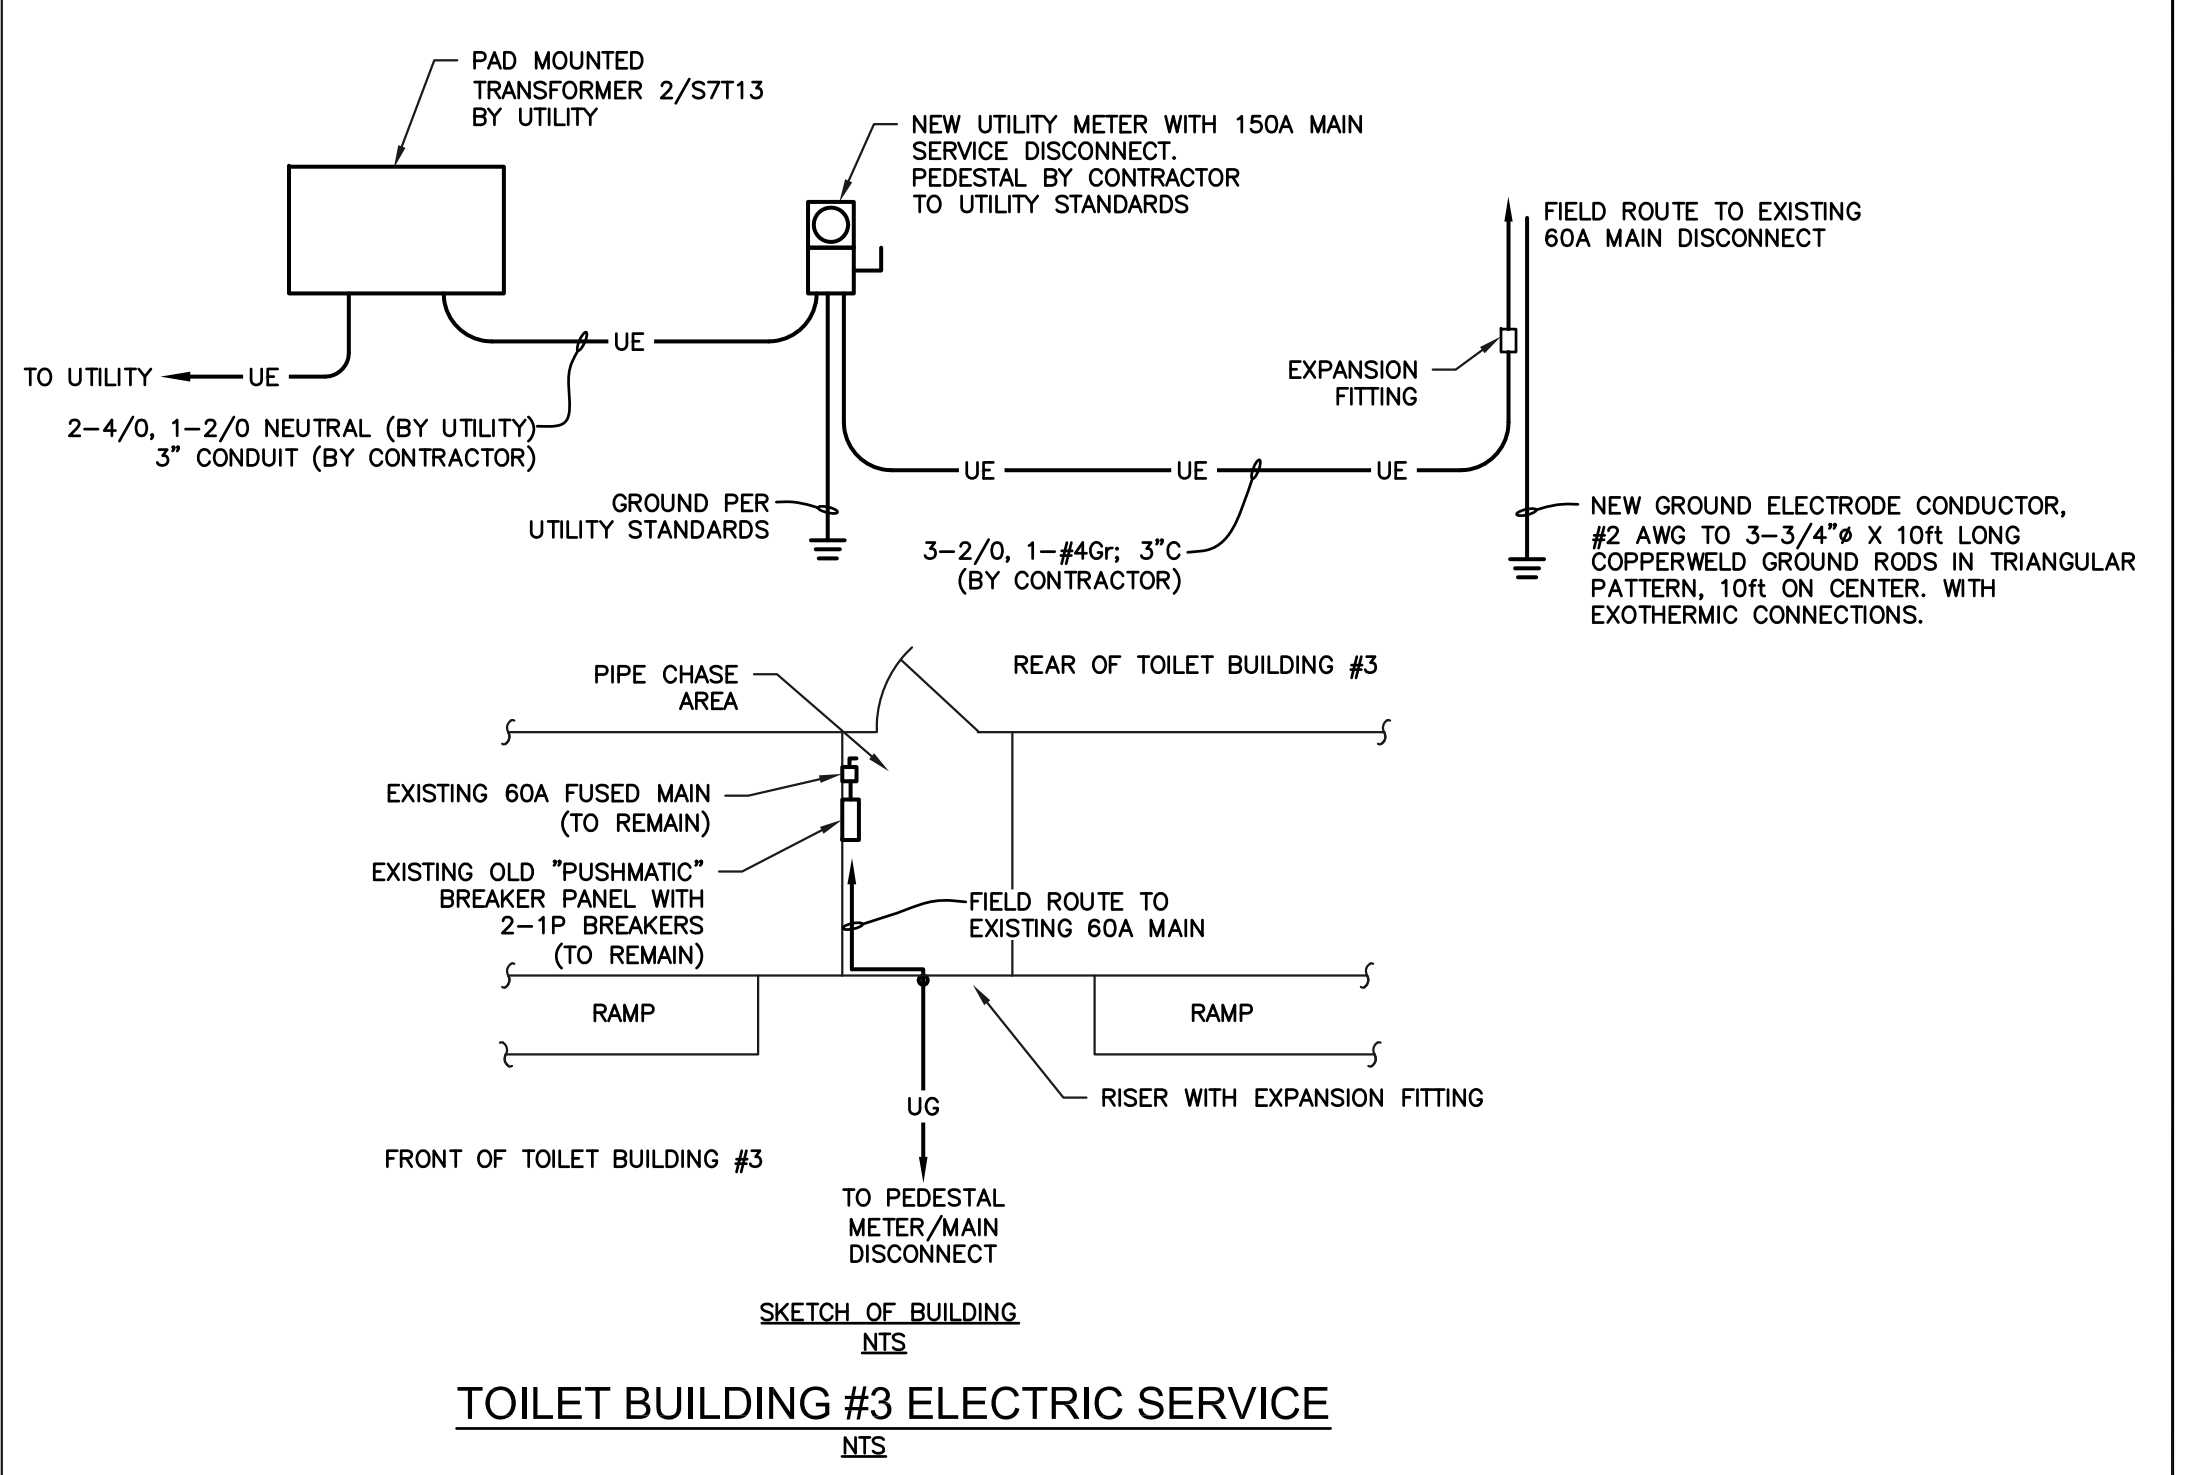 PAD MOUNTED
TRANSFORMER 2/S7T13
BY UTILITY
NEW UTILITY METER WITH 150A MAIN
SERVICE DISCONNECT.
PEDESTAL BY CONTRACTOR
TO UTILITY STANDARDS
FIELD ROUTE TO EXISTING
60A MAIN DISCONNECT
UE
TO UTILITY
UE
EXPANSION
FITTING
2-4/0, 1-2/0 NEUTRAL (BY UTILITY)
3" CONDUIT (BY CONTRACTOR)
UE
UE
UE
GROUND PER
UTILITY STANDARDS
3-2/0, 1-#4Gr; 3"C
(BY CONTRACTOR)
NEW GROUND ELECTRODE CONDUCTOR,
#2 AWG TO 3-3/4"ø X 10ft LONG
COPPERWELD GROUND RODS IN TRIANGULAR
PATTERN, 10ft ON CENTER. WITH
EXOTHERMIC CONNECTIONS.
PIPE CHASE
AREA
REAR OF TOILET BUILDING #3
EXISTING 60A FUSED MAIN
(TO REMAIN)
EXISTING OLD "PUSHMATIC"
BREAKER PANEL WITH
2-1P BREAKERS
(TO REMAIN)
FIELD ROUTE TO
EXISTING 60A MAIN
RAMP
RAMP
RISER WITH EXPANSION FITTING
UG
FRONT OF TOILET BUILDING #3
TO PEDESTAL
METER/MAIN
DISCONNECT
SKETCH OF BUILDING
NTS
TOILET BUILDING #3 ELECTRIC SERVICE
NTS